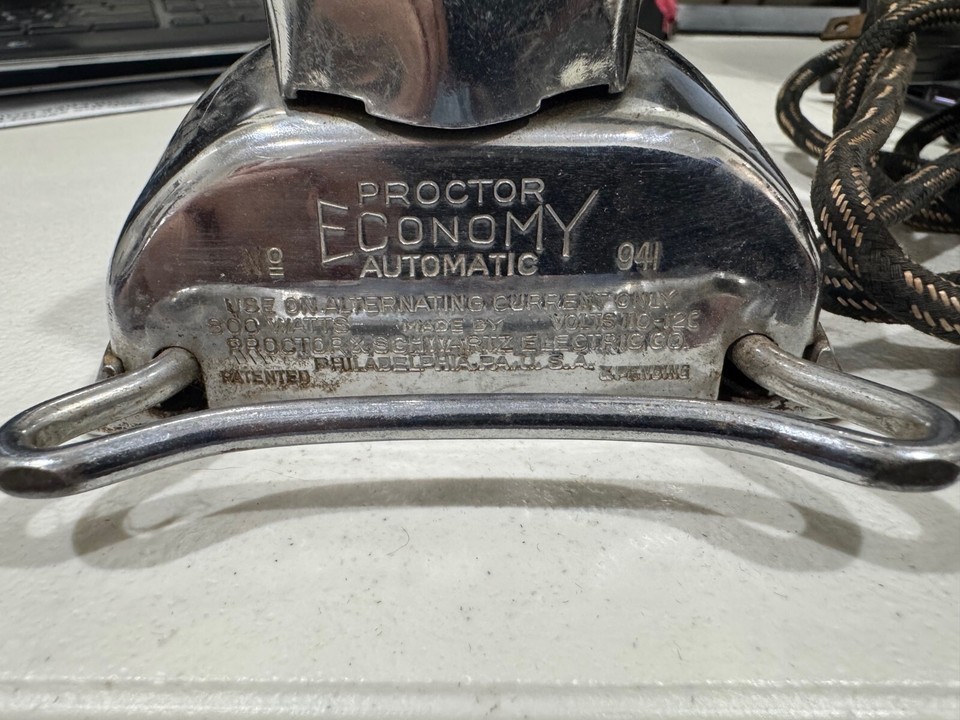 PROCTOR
ECONOMY
AUTOMATIC
Nº 941
USE ON ALTERNATING CURRENT ONLY
800 WATTS MADE BY VOLTS 110-120
PROCTOR & SCHWARTZ ELECTRIC CO.
PHILADELPHIA, PA. U.S.A.
PATENTED